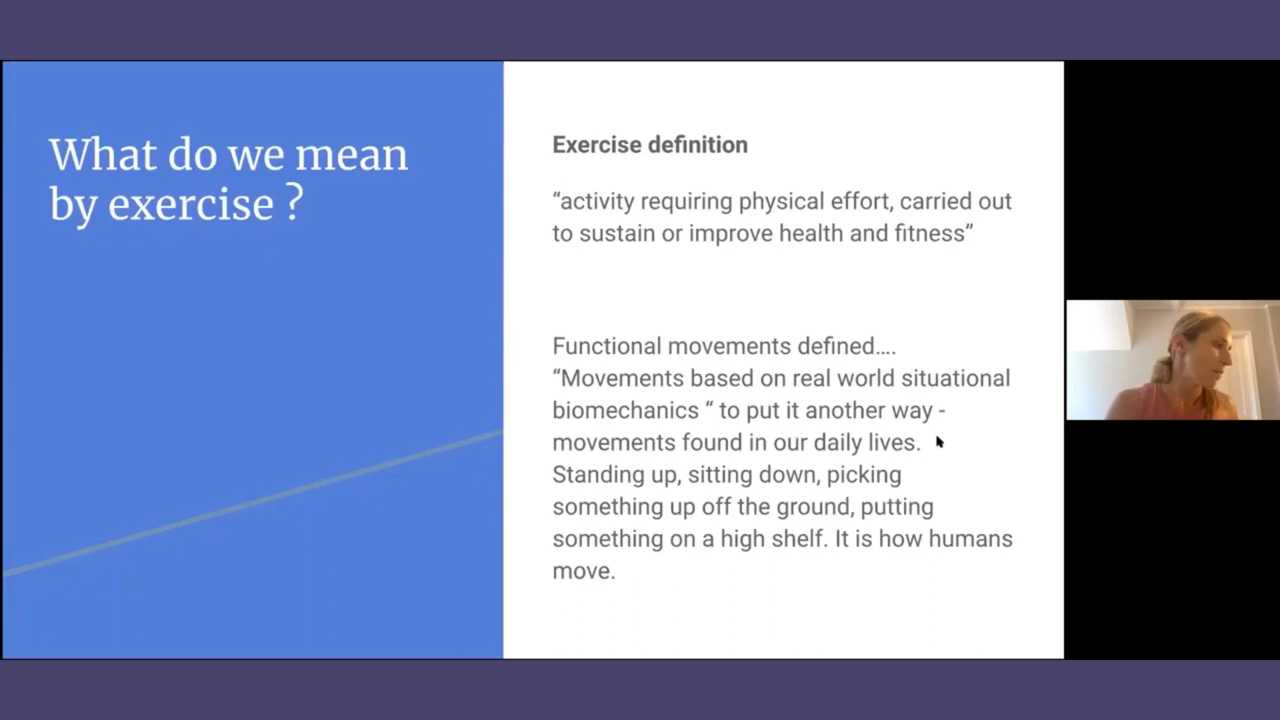 What do we mean
by exercise ?
Exercise definition
“activity requiring physical effort, carried out
to sustain or improve health and fitness”
Functional movements defined….
“Movements based on real world situational
biomechanics “ to put it another way -
movements found in our daily lives.
Standing up, sitting down, picking
something up off the ground, putting
something on a high shelf. It is how humans
move.